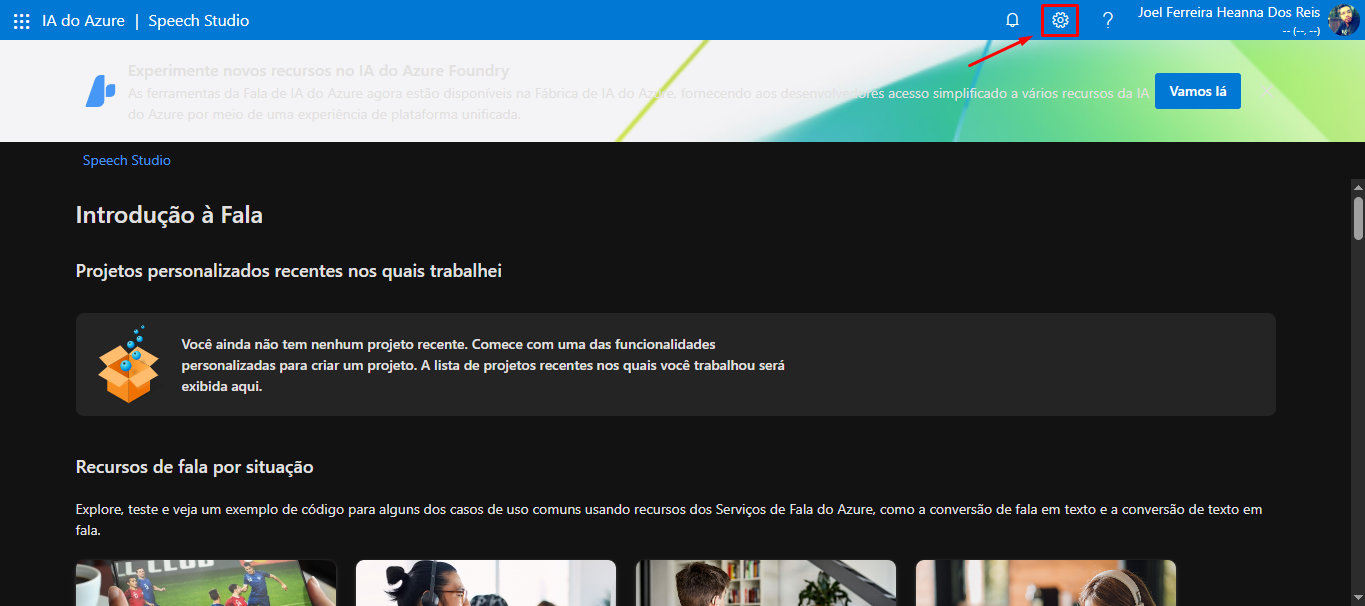 IA do Azure | Speech Studio
Joel Ferreira Heanna Dos Reis
-- (--, --)
Experimente novos recursos no IA do Azure Foundry
As ferramentas da Fala de IA do Azure agora estão disponíveis na Fábrica de IA do Azure, fornecendo aos desenvolvedores acesso simplificado a vários recursos da IA
do Azure por meio de uma experiência de plataforma unificada.
Vamos lá
Speech Studio
Introdução à Fala
Projetos personalizados recentes nos quais trabalhei
Você ainda não tem nenhum projeto recente. Comece com uma das funcionalidades
personalizadas para criar um projeto. A lista de projetos recentes nos quais você trabalhou será
exibida aqui.
Recursos de fala por situação
Explore, teste e veja um exemplo de código para alguns dos casos de uso comuns usando recursos dos Serviços de Fala do Azure, como a conversão de fala em texto e a conversão de texto em
fala.